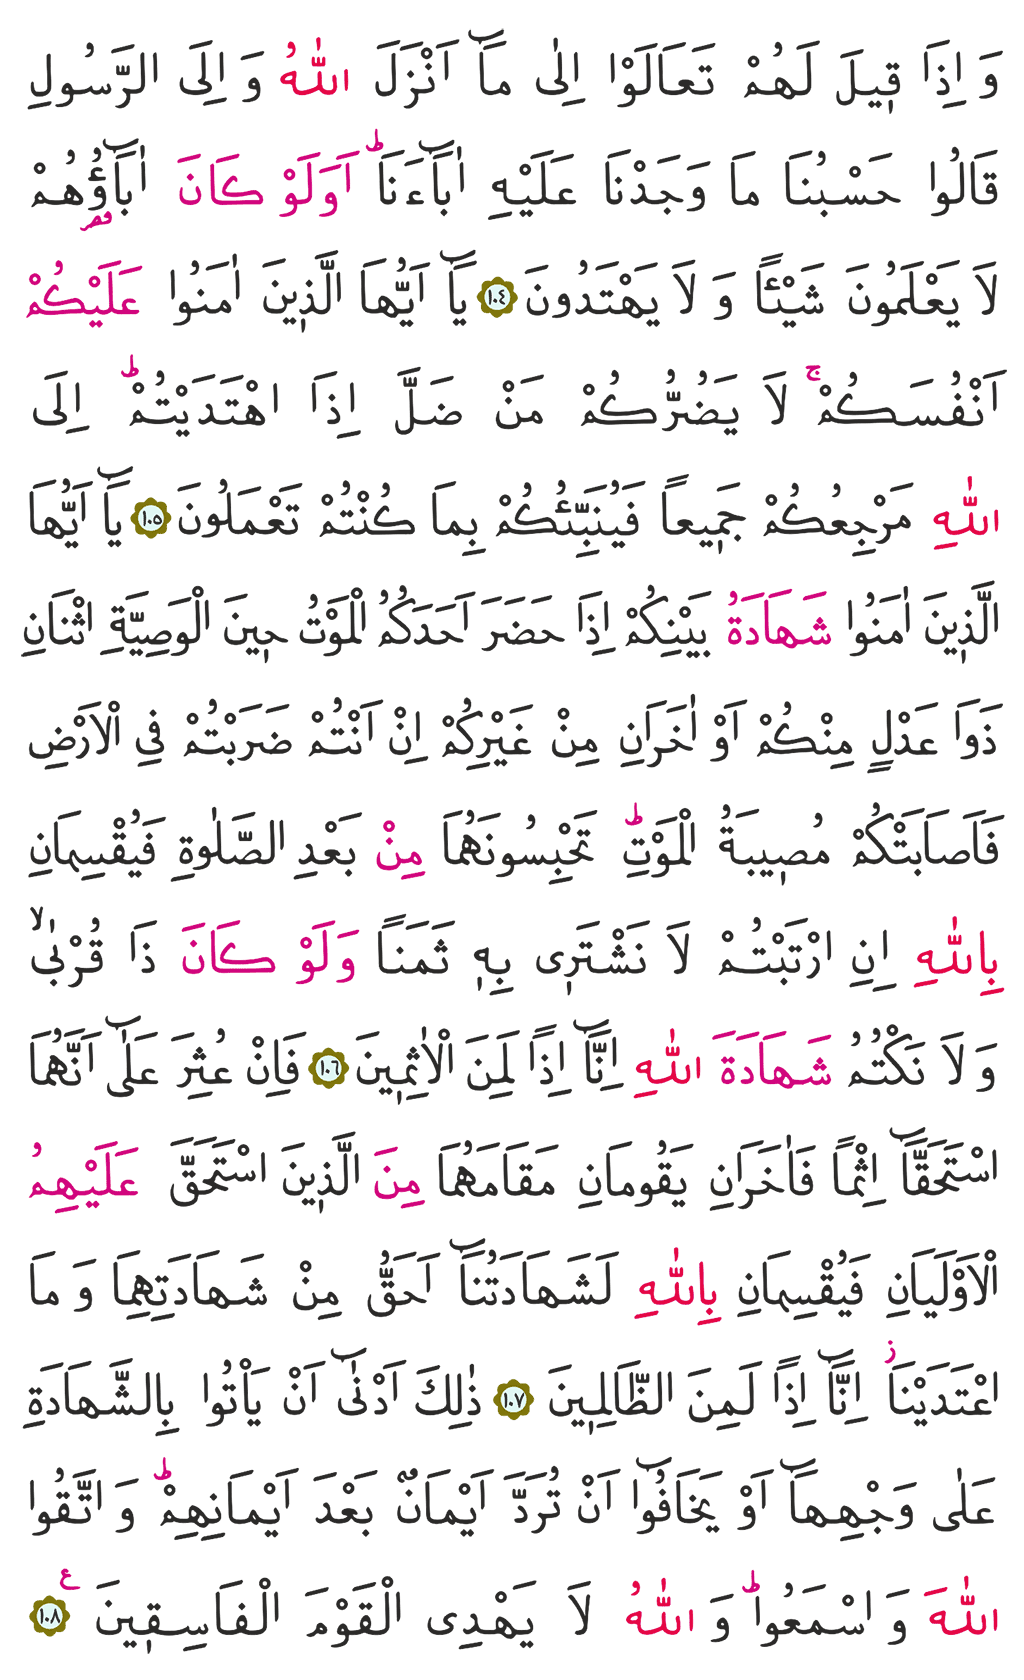 وَ اِذَا قٖيلَ لَهُمْ تَعَالَوْا اِلٰى مَٓا اَنْزَلَ اللّٰهُ وَ اِلَى الرَّسُولِ
قَالُوا حَسْبُنَا مَا وَجَدْنَا عَلَيْهِ اٰبَٓاءَنَاؕ اَوَلَوْ كَانَ اٰبَٓاؤُ۬هُمْ
لَا يَعْلَمُونَ شَيْـًٔا وَ لَا يَهْتَدُونَ ﴿١٠٤﴾ يَٓا اَيُّهَا الَّذٖينَ اٰمَنُوا عَلَيْكُمْ
اَنْفُسَكُمْۚ لَا يَضُرُّكُمْ مَنْ ضَلَّ اِذَا اهْتَدَيْتُمْؕ اِلَى
اللّٰهِ مَرْجِعُكُمْ جَمٖيعًا فَيُنَبِّئُكُمْ بِمَا كُنْتُمْ تَعْمَلُونَ ﴿١٠٥﴾ يَٓا اَيُّهَا
الَّذٖينَ اٰمَنُوا شَهَادَةُ بَيْنِكُمْ اِذَا حَضَرَ اَحَدَكُمُ الْمَوْتُ حٖينَ الْوَصِيَّةِ اثْنَانِ
ذَوَا عَدْلٍ مِنْكُمْ اَوْ اٰخَرَانِ مِنْ غَيْرِكُمْ اِنْ اَنْتُمْ ضَرَبْتُمْ فِى الْاَرْضِ
فَاَصَابَتْكُمْ مُصٖيبَةُ الْمَوْتِؕ تَحْبِسُونَهُمَا مِنْ بَعْدِ الصَّلٰوةِ فَيُقْسِمَانِ
بِاللّٰهِ اِنِ ارْتَبْتُمْ لَا نَشْتَرٖى بِهٖ ثَمَنًا وَلَوْ كَانَ ذَا قُرْبٰىۙ
وَ لَا نَكْتُمُ شَهَادَةَ اللّٰهِ اِنَّٓا اِذًا لَمِنَ الْاٰثِمٖينَ ﴿١٠٦﴾ فَاِنْ عُثِرَ عَلٰٓى اَنَّهُمَا
اسْتَحَقَّٓا اِثْمًا فَاٰخَرَانِ يَقُومَانِ مَقَامَهُمَا مِنَ الَّذٖينَ اسْتَحَقَّ عَلَيْهِمُ
الْاَوْلَيَانِ فَيُقْسِمَانِ بِاللّٰهِ لَشَهَادَتُنَٓا اَحَقُّ مِنْ شَهَادَتِهِمَا وَ مَا
اعْتَدَيْنَاؗ اِنَّٓا اِذًا لَمِنَ الظَّالِمٖينَ ﴿١٠٧﴾ ذٰلِكَ اَدْنٰٓى اَنْ يَاْتُوا بِالشَّهَادَةِ
عَلٰى وَجْهِهَٓا اَوْ يَخَافُٓوا اَنْ تُرَدَّ اَيْمَانٌ بَعْدَ اَيْمَانِهِمْؕ وَ اتَّقُوا
اللّٰهَ وَ اسْمَعُواؕ وَ اللّٰهُ لَا يَهْدِى الْقَوْمَ الْفَاسِقٖينَ ﴿١٠٨﴾ ع